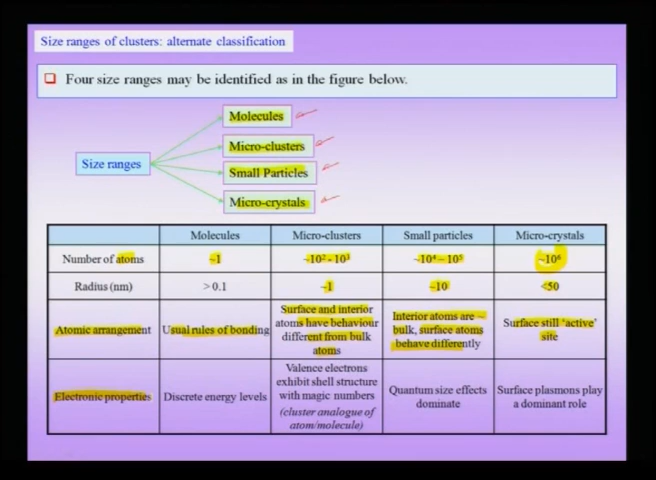 Size ranges of clusters: alternate classification
Four size ranges may be identified as in the figure below.
Size ranges
Molecules
Micro-clusters
Small Particles
Micro-crystals
Molecules Micro-clusters Small particles Micro-crystals
Number of atoms ~1 ~10² - 10³ ~10⁴ – 10⁵ ~10⁶
Radius (nm) > 0.1 ~1 ~10 <50
Atomic arrangement
Usual rules of bonding
Surface and interior
atoms have behaviour
different from bulk
atoms
Interior atoms are ~
bulk, surface atoms
behave differently
Surface still ‘active’
site
Electronic properties
Discrete energy levels
Valence electrons
exhibit shell structure
with magic numbers
(cluster analogue of
atom/molecule)
Quantum size effects
dominate
Surface plasmons play
a dominant role